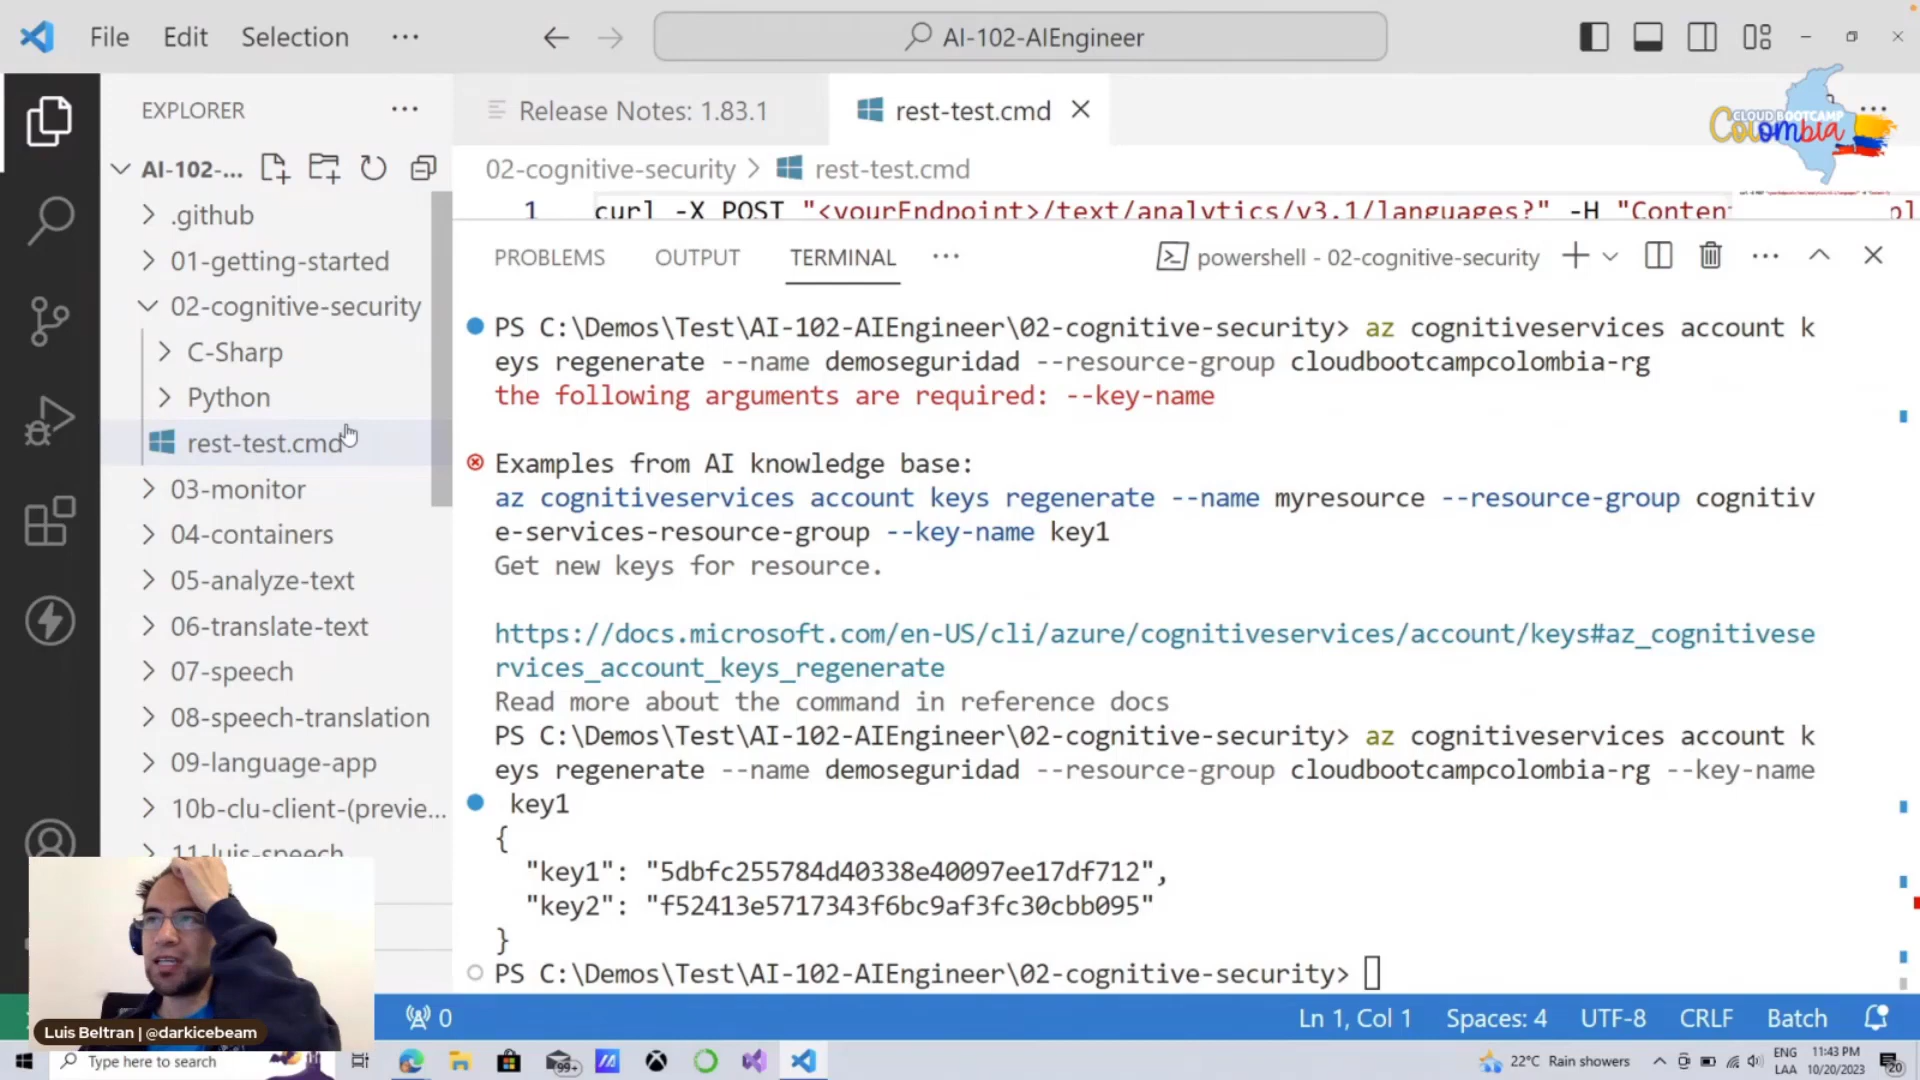 File Edit Selection ···
AI-102-AIEngineer
EXPLORER ···
Release Notes: 1.83.1
rest-test.cmd
CLOUD BOOTCAMP
Colombia
AI-102-...
02-cognitive-security > rest-test.cmd
1 curl -X POST "<yourEndpoint>/text/analytics/v3.1/languages?" -H "Conten
.github
01-getting-started
02-cognitive-security
C-Sharp
Python
rest-test.cmd
03-monitor
04-containers
05-analyze-text
06-translate-text
07-speech
08-speech-translation
09-language-app
10b-clu-client-(previe...
11-luis-speech
PROBLEMS OUTPUT TERMINAL ··· powershell - 02-cognitive-security
PS C:\Demos\Test\AI-102-AIEngineer\02-cognitive-security> az cognitiveservices account k
eys regenerate --name demoseguridad --resource-group cloudbootcampcolombia-rg
the following arguments are required: --key-name
Examples from AI knowledge base:
az cognitiveservices account keys regenerate --name myresource --resource-group cognitiv
e-services-resource-group --key-name key1
Get new keys for resource.
https://docs.microsoft.com/en-US/cli/azure/cognitiveservices/account/keys#az_cognitivese
rvices_account_keys_regenerate
Read more about the command in reference docs
PS C:\Demos\Test\AI-102-AIEngineer\02-cognitive-security> az cognitiveservices account k
eys regenerate --name demoseguridad --resource-group cloudbootcampcolombia-rg --key-name
key1
{
"key1": "5dbfc255784d40338e40097ee17df712",
"key2": "f52413e5717343f6bc9af3fc30cbb095"
}
PS C:\Demos\Test\AI-102-AIEngineer\02-cognitive-security>
Luis Beltran | @darkicebeam
0
Ln 1, Col 1 Spaces: 4 UTF-8 CRLF Batch
Type here to search
99+
22°C Rain showers
ENG
LAA
11:43 PM
10/20/2023
20